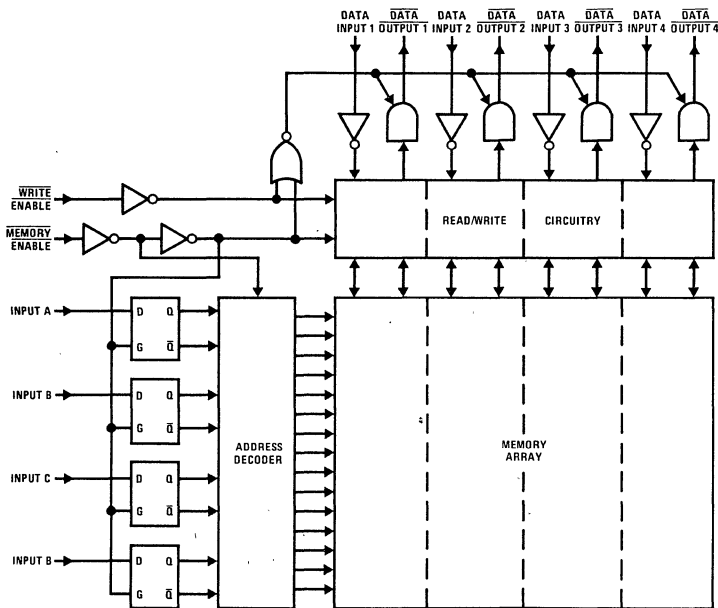 DATA INPUT 1
DATA OUTPUT 1
DATA INPUT 2
DATA OUTPUT 2
DATA INPUT 3
DATA OUTPUT 3
DATA INPUT 4
DATA OUTPUT 4
WRITE
ENABLE
MEMORY
ENABLE
READ/WRITE CIRCUITRY
INPUT A
D Q
G Q̅
INPUT B
D Q
G Q̅
INPUT C
D Q
G Q̅
INPUT B
D Q
G Q̅
ADDRESS
DECODER
MEMORY
ARRAY